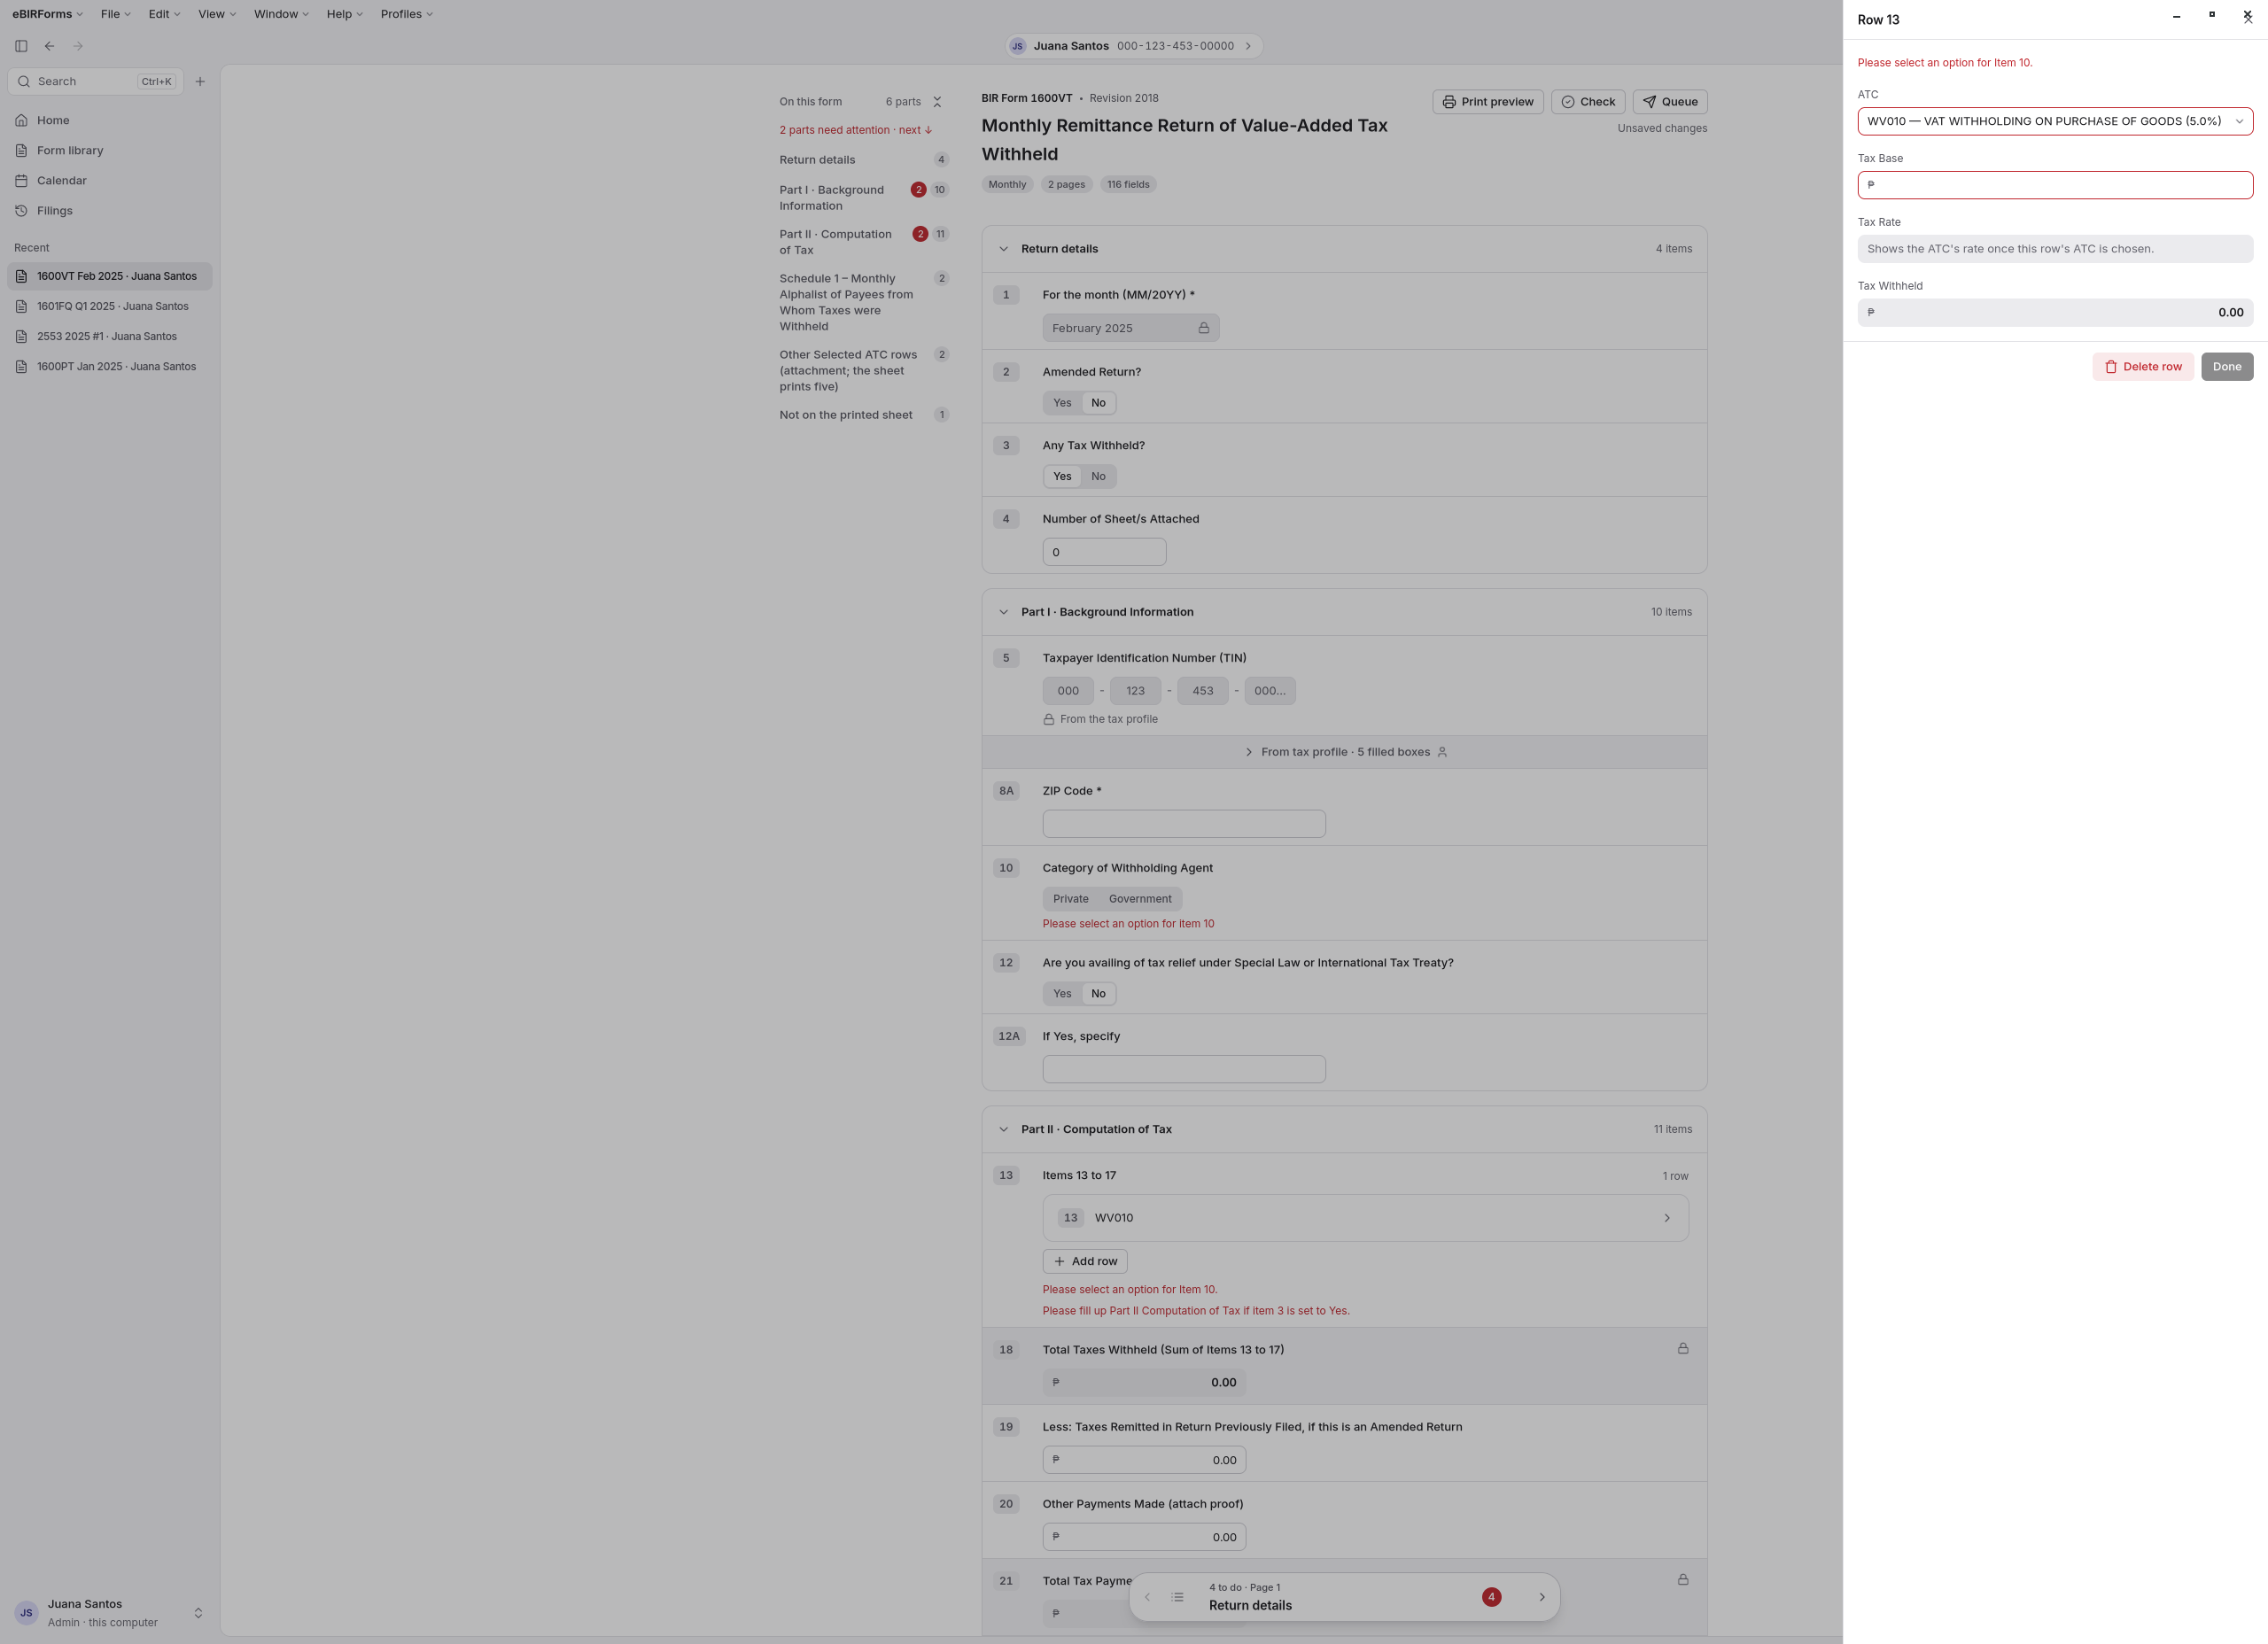 eBIRForms File Edit View Window Help Profiles
JS Juana Santos 000-123-453-00000
Search Ctrl+K
Home
Form library
Calendar
Filings
Recent
1600VT Feb 2025 · Juana Santos
1601FQ Q1 2025 · Juana Santos
2553 2025 #1 · Juana Santos
1600PT Jan 2025 · Juana Santos
JS Juana Santos
Admin · this computer
On this form 6 parts
2 parts need attention · next ↓
Return details 4
Part I · Background 2 10
Information
Part II · Computation 2 11
of Tax
Schedule 1 – Monthly 2
Alphalist of Payees from
Whom Taxes were
Withheld
Other Selected ATC rows 2
(attachment; the sheet
prints five)
Not on the printed sheet 1
BIR Form 1600VT • Revision 2018
Monthly Remittance Return of Value-Added Tax
Withheld
Print preview Check Queue
Unsaved changes
Monthly 2 pages 116 fields
Return details 4 items
1 For the month (MM/20YY) *
February 2025
2 Amended Return?
Yes No
3 Any Tax Withheld?
Yes No
4 Number of Sheet/s Attached
0
Part I · Background Information 10 items
5 Taxpayer Identification Number (TIN)
000 - 123 - 453 - 000...
From the tax profile
From tax profile · 5 filled boxes
8A ZIP Code *
10 Category of Withholding Agent
Private Government
Please select an option for item 10
12 Are you availing of tax relief under Special Law or International Tax Treaty?
Yes No
12A If Yes, specify
Part II · Computation of Tax 11 items
13 Items 13 to 17 1 row
13 WV010
Add row
Please select an option for Item 10.
Please fill up Part II Computation of Tax if item 3 is set to Yes.
18 Total Taxes Withheld (Sum of Items 13 to 17)
₱ 0.00
19 Less: Taxes Remitted in Return Previously Filed, if this is an Amended Return
₱ 0.00
20 Other Payments Made (attach proof)
₱ 0.00
21 Total Tax Payme
₱
4 to do · Page 1
Return details 4
Row 13
Please select an option for Item 10.
ATC
WV010 — VAT WITHHOLDING ON PURCHASE OF GOODS (5.0%)
Tax Base
₱
Tax Rate
Shows the ATC's rate once this row's ATC is chosen.
Tax Withheld
₱ 0.00
Delete row Done